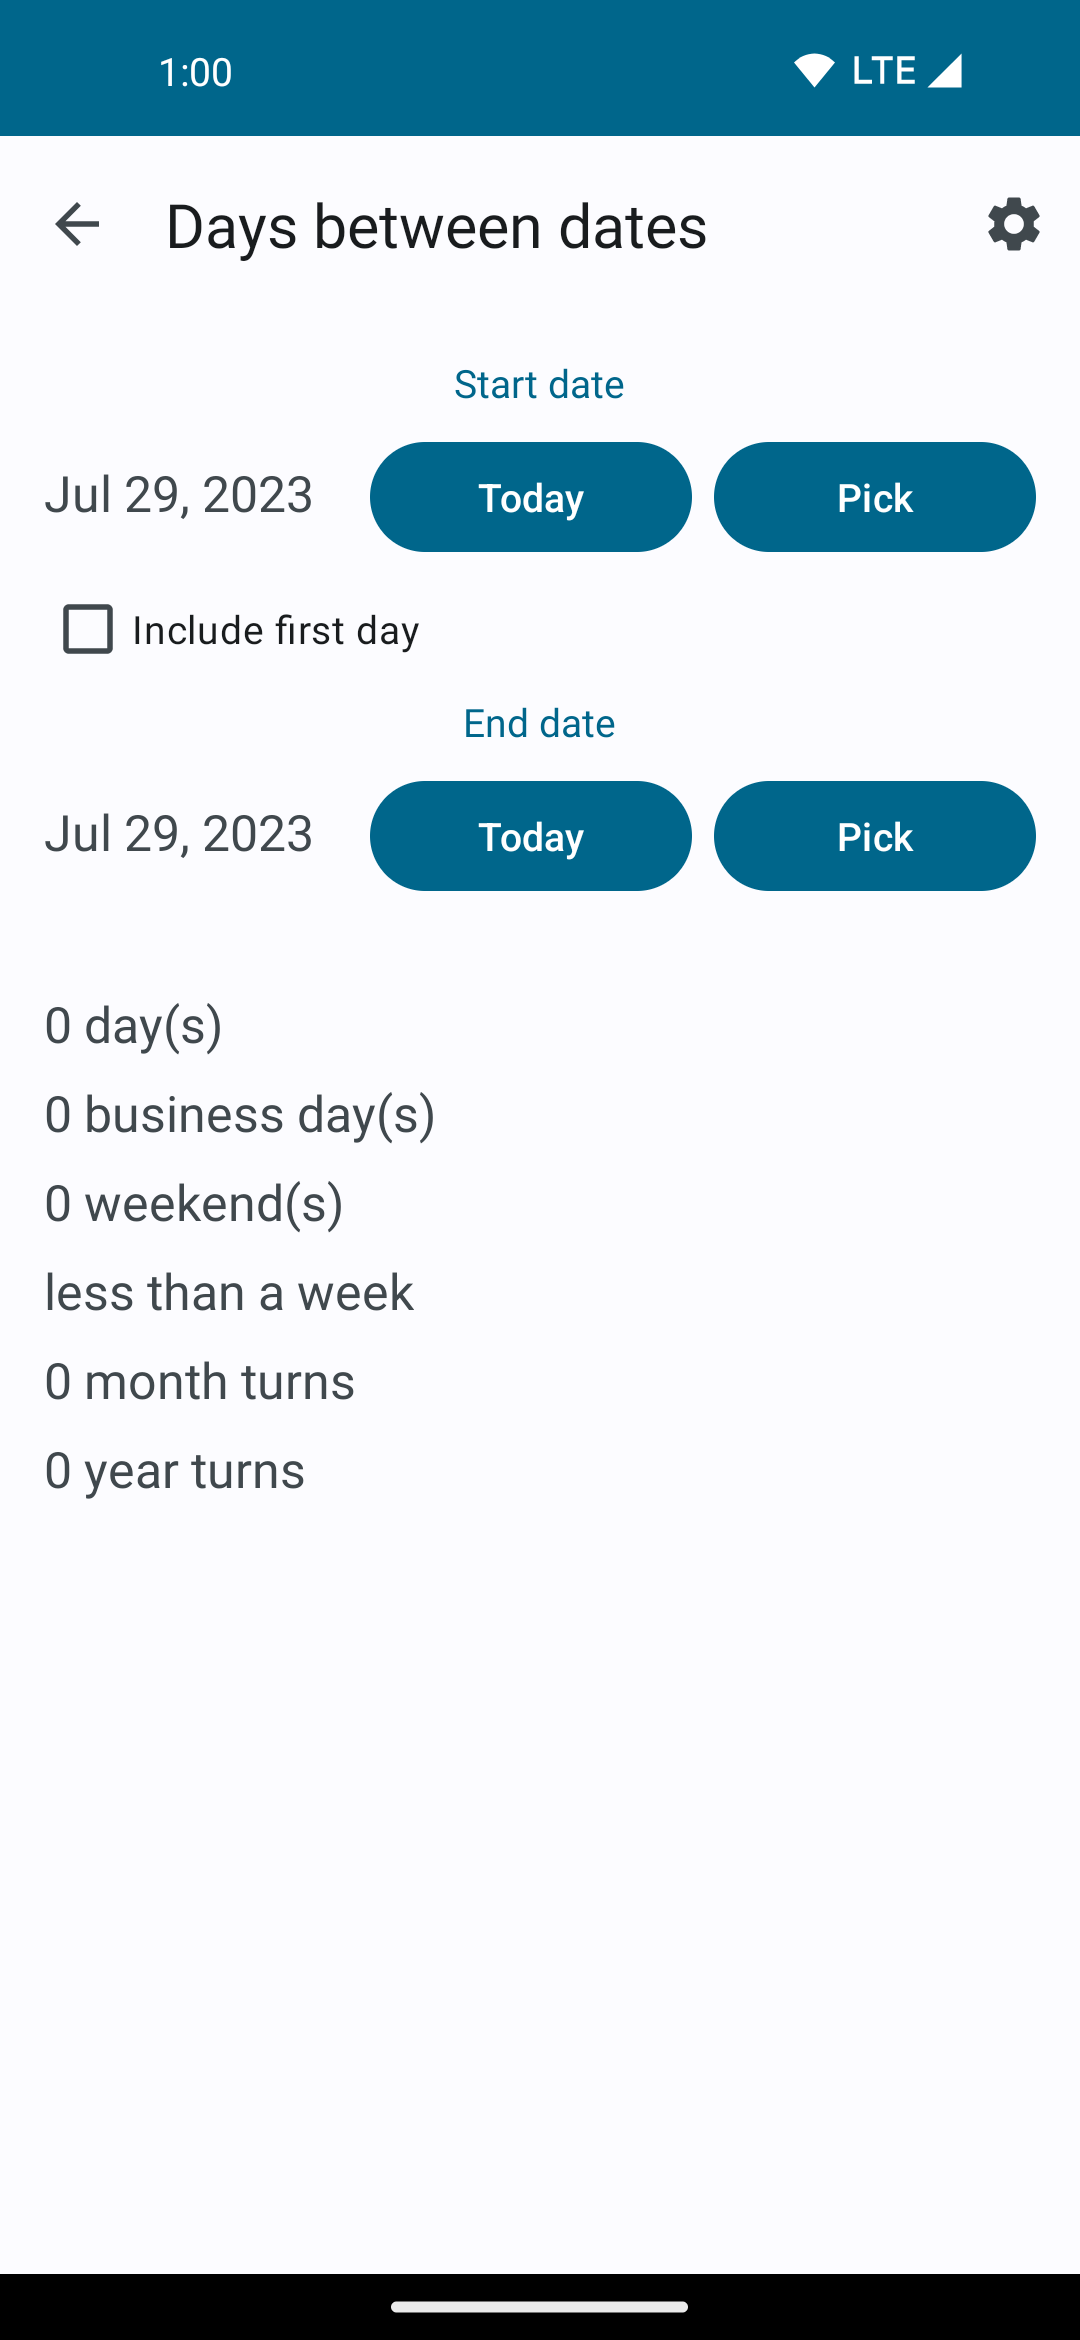 1:00 LTE
Days between dates
Start date
Jul 29, 2023 Today Pick
Include first day
End date
Jul 29, 2023 Today Pick
0 day(s)
0 business day(s)
0 weekend(s)
less than a week
0 month turns
0 year turns